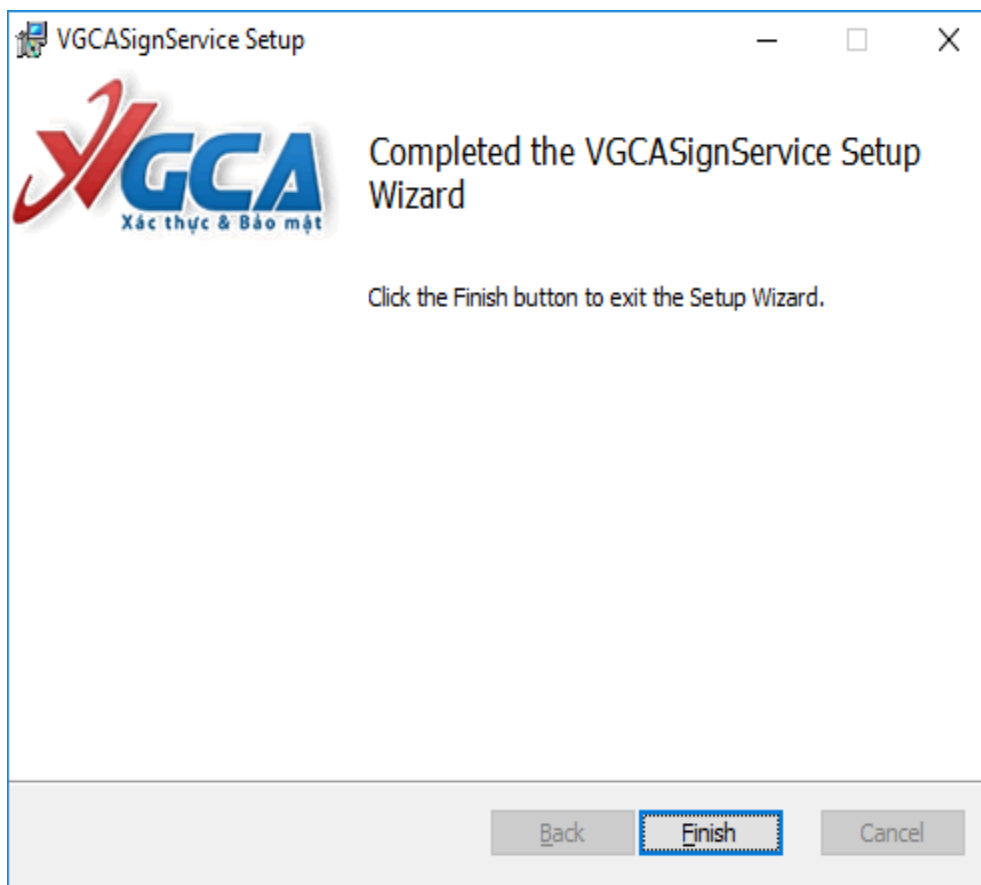 VGCASignService Setup
VGCA
Xác thực & Bảo mật
Completed the VGCASignService Setup
Wizard
Click the Finish button to exit the Setup Wizard.
Back
Finish
Cancel